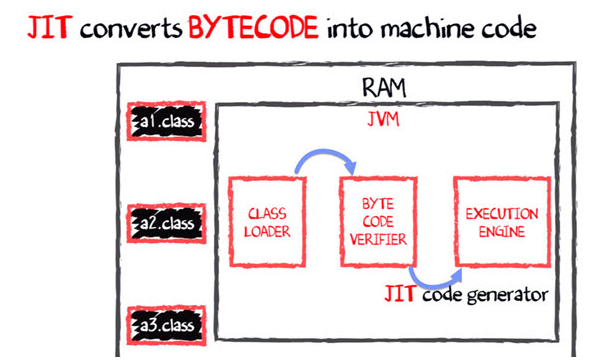 JIT converts BYTECODE into machine code
RAM
JVM
a1.class
a2.class
a3.class
CLASS
LOADER
BYTE
CODE
VERIFIER
EXECUTION
ENGINE
JIT code generator